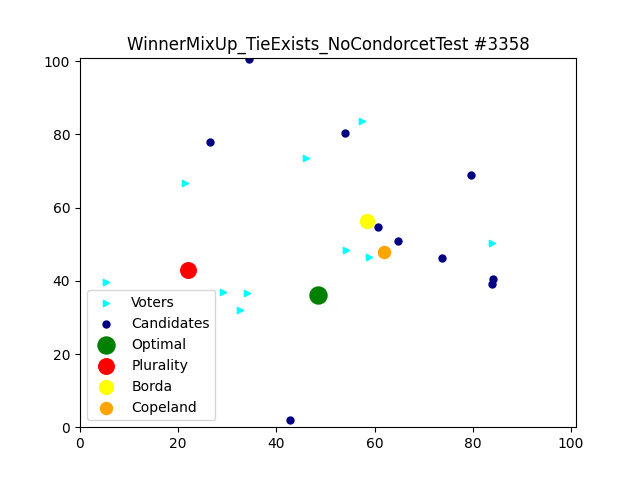 WinnerMixUp_TieExists_NoCondorcetTest #3358
100
80
60
40
20
0
Voters
Candidates
Optimal
Plurality
Borda
Copeland
0 20 40 60 80 100